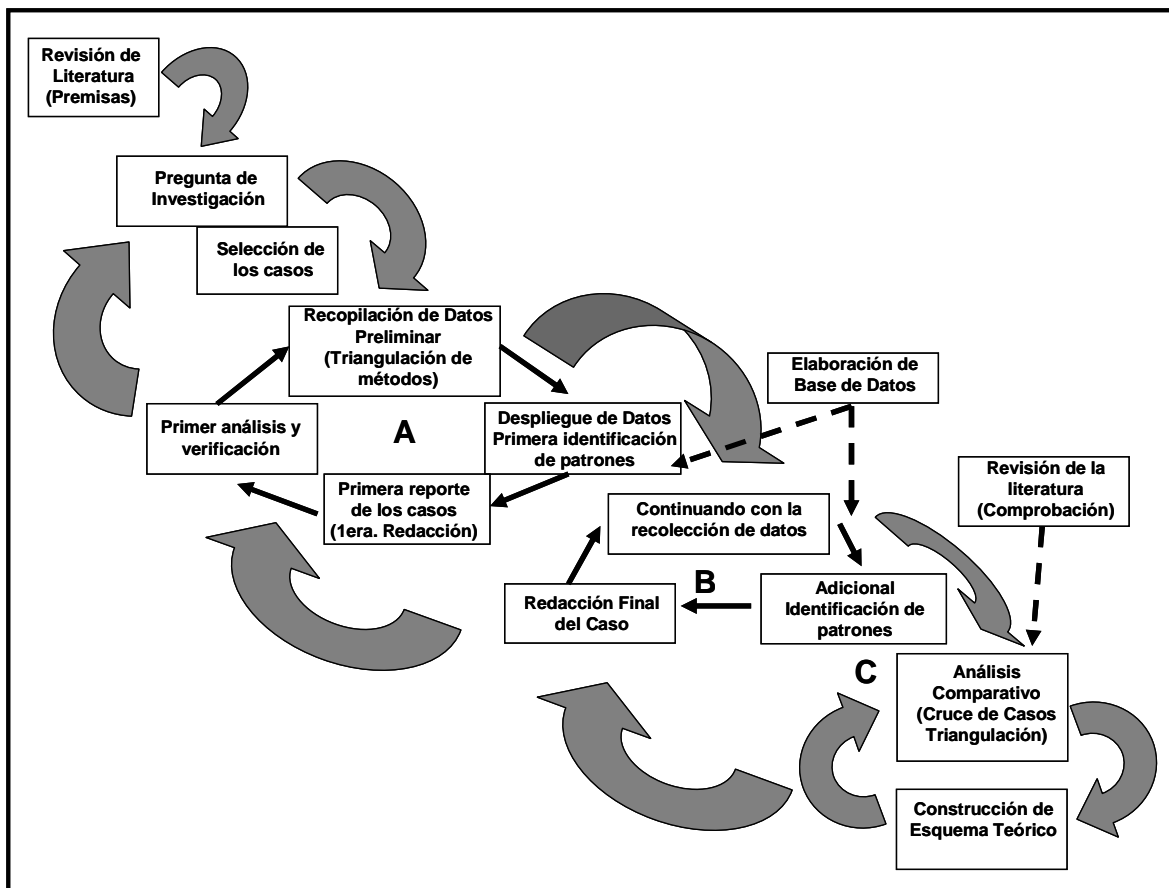 Revisión de
Literatura
(Premisas)
Pregunta de
Investigación
Selección de
los casos
Recopilación de Datos
Preliminar
(Triangulación de
métodos)
Elaboración de
Base de Datos
Primer análisis y
verificación
A
Despliegue de Datos
Primera identificación
de patrones
Revisión de la
literatura
(Comprobación)
Primera reporte
de los casos
(1era. Redacción)
Continuando con la
recolección de datos
B
Redacción Final
del Caso
Adicional
Identificación de
patrones
C
Análisis
Comparativo
(Cruce de Casos
Triangulación)
Construcción de
Esquema Teórico